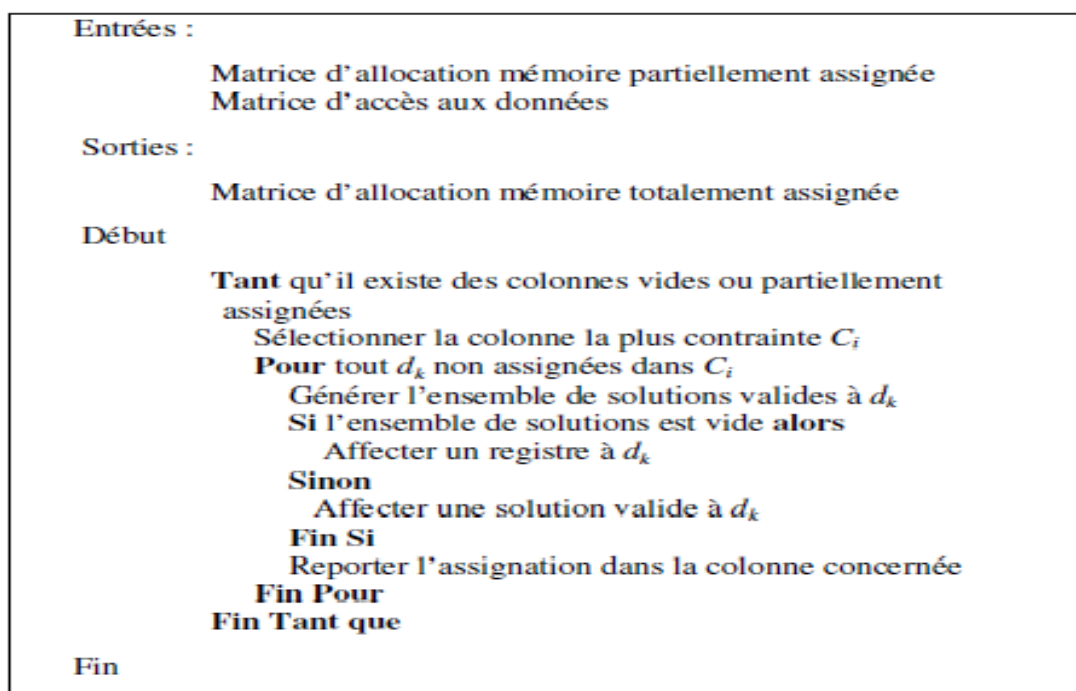 Entrées :
Matrice d'allocation mémoire partiellement assignée
Matrice d'accès aux données
Sorties :
Matrice d'allocation mémoire totalement assignée
Début
Tant qu'il existe des colonnes vides ou partiellement
assignées
Sélectionner la colonne la plus contrainte Ci
Pour tout dk non assignées dans Ci
Générer l'ensemble de solutions valides à dk
Si l'ensemble de solutions est vide alors
Affecter un registre à dk
Sinon
Affecter une solution valide à dk
Fin Si
Reporter l'assignation dans la colonne concernée
Fin Pour
Fin Tant que
Fin